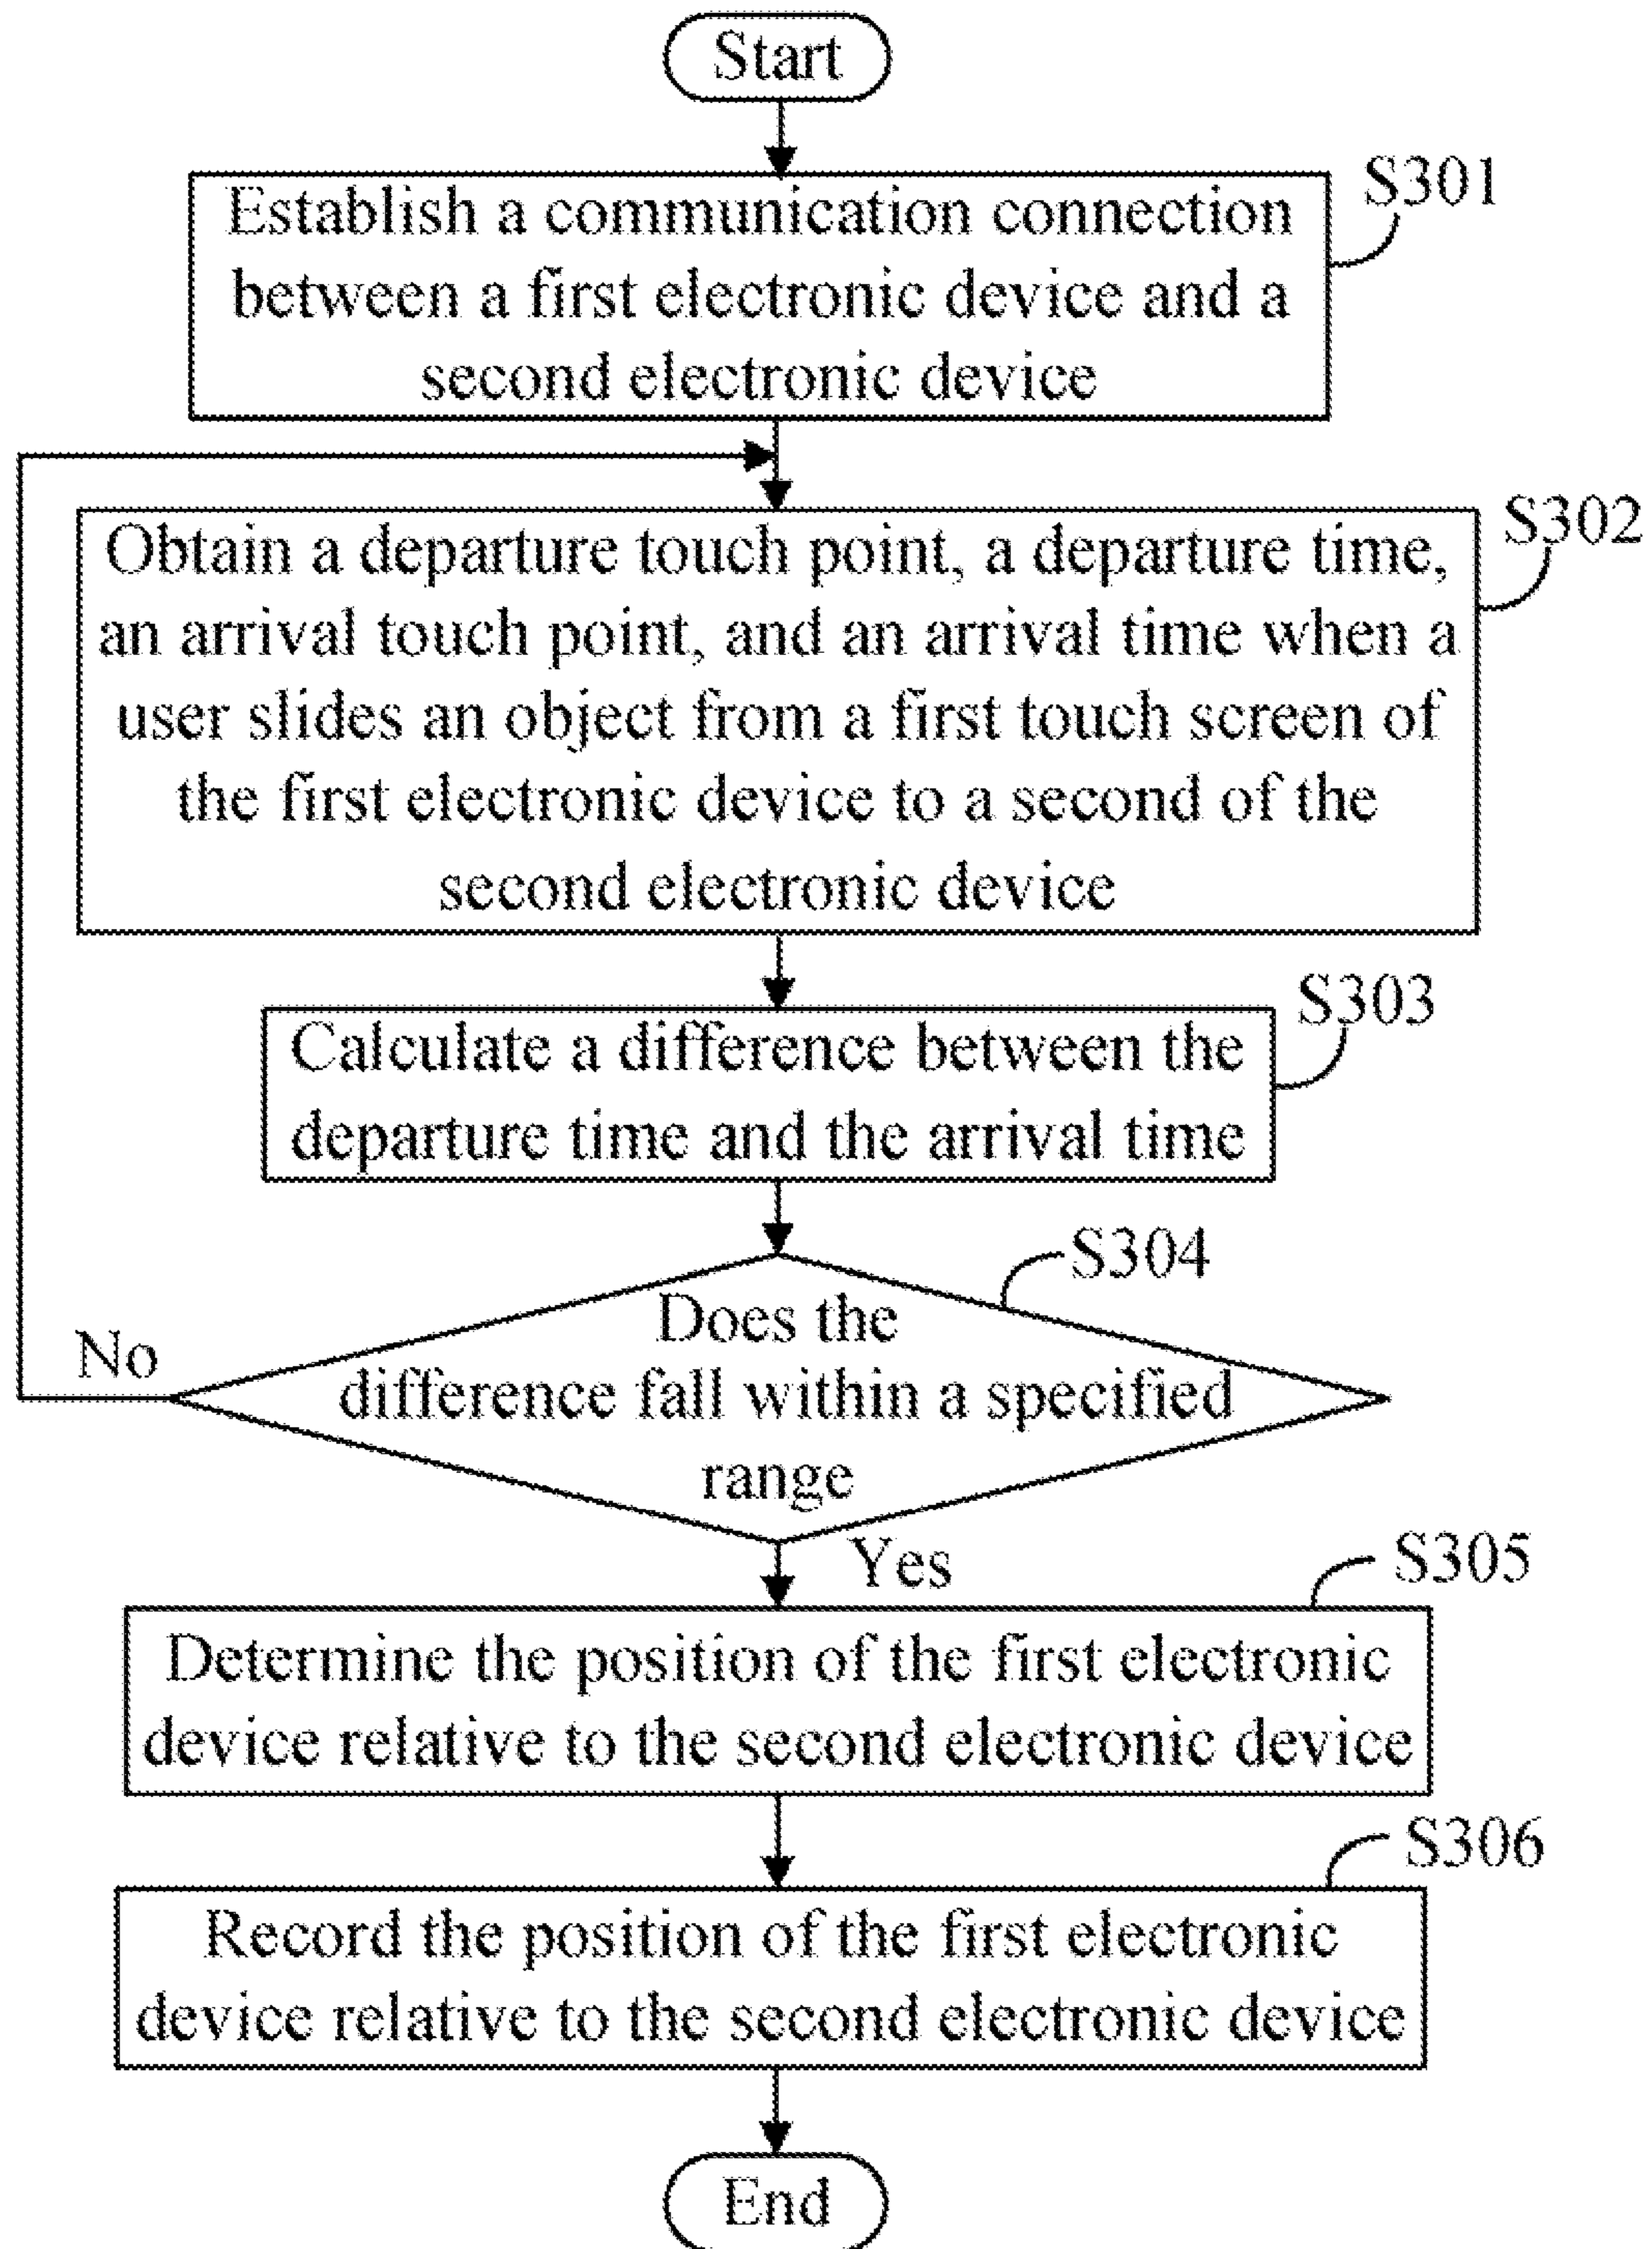 Start
S301
Establish a communication connection
between a first electronic device and a
second electronic device
S302
Obtain a departure touch point, a departure time,
an arrival touch point, and an arrival time when a
user slides an object from a first touch screen of
the first electronic device to a second of the
second electronic device
S303
Calculate a difference between the
departure time and the arrival time
S304
Does the
difference fall within a specified
range
No
Yes
S305
Determine the position of the first electronic
device relative to the second electronic device
S306
Record the position of the first electronic
device relative to the second electronic device
End